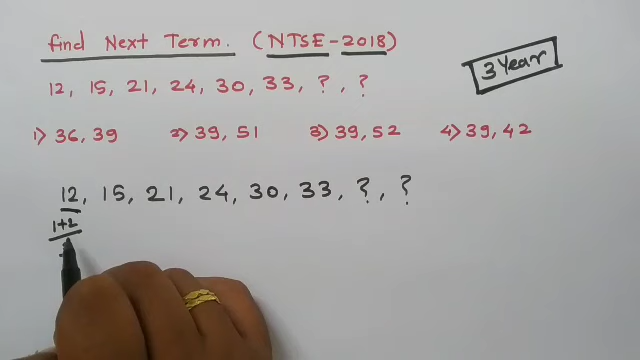 find Next Term. (NTSE-2018)
3 Year
12, 15, 21, 24, 30, 33, ?, ?
1) 36, 39 2) 39, 51 3) 39, 52 4) 39, 42
12, 15, 21, 24, 30, 33, ?, ?
1+2